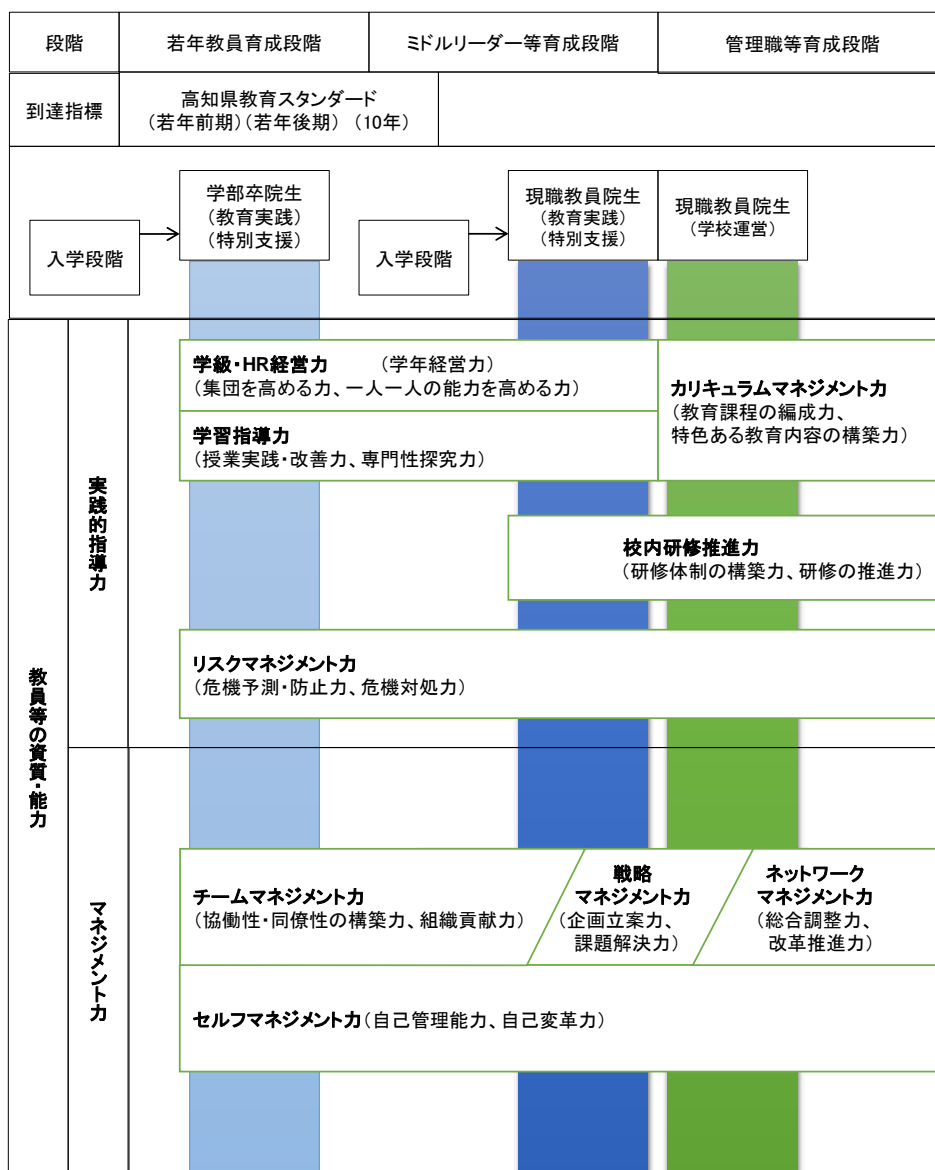 段階
若年教員育成段階
ミドルリーダー等育成段階
管理職等育成段階
到達指標
高知県教育スタンダード
(若年前期)(若年後期) (10年)
入学段階
学部卒院生
(教育実践)
(特別支援)
入学段階
現職教員院生
(教育実践)
(特別支援)
現職教員院生
(学校運営)
教員等の資質・能力
実践的指導力
学級・HR経営力 (学年経営力)
(集団を高める力、一人一人の能力を高める力)
学習指導力
(授業実践・改善力、専門性探究力)
カリキュラムマネジメント力
(教育課程の編成力、
特色ある教育内容の構築力)
校内研修推進力
(研修体制の構築力、研修の推進力)
リスクマネジメント力
(危機予測・防止力、危機対処力)
マネジメント力
チームマネジメント力
(協働性・同僚性の構築力、組織貢献力)
戦略
マネジメント力
(企画立案力、
課題解決力)
ネットワーク
マネジメント力
(総合調整力、
改革推進力)
セルフマネジメント力(自己管理能力、自己変革力)